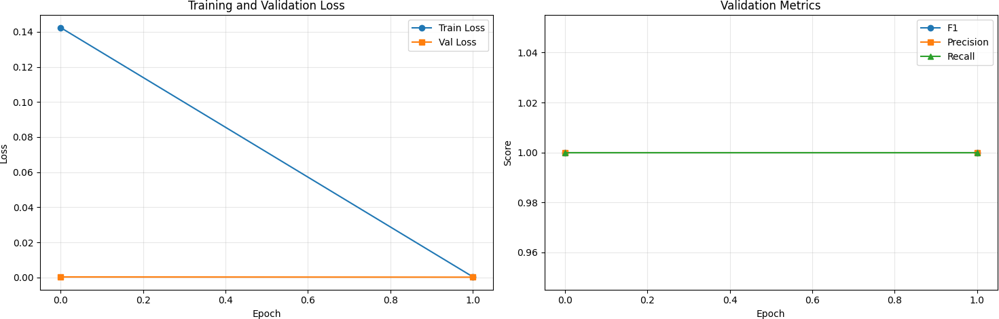 Training and Validation Loss
Train Loss
Val Loss
0.14
0.12
0.10
0.08
0.06
0.04
0.02
0.00
Loss
0.0 0.2 0.4 0.6 0.8 1.0
Epoch
Validation Metrics
F1
Precision
Recall
1.04
1.02
1.00
0.98
0.96
Score
0.0 0.2 0.4 0.6 0.8 1.0
Epoch